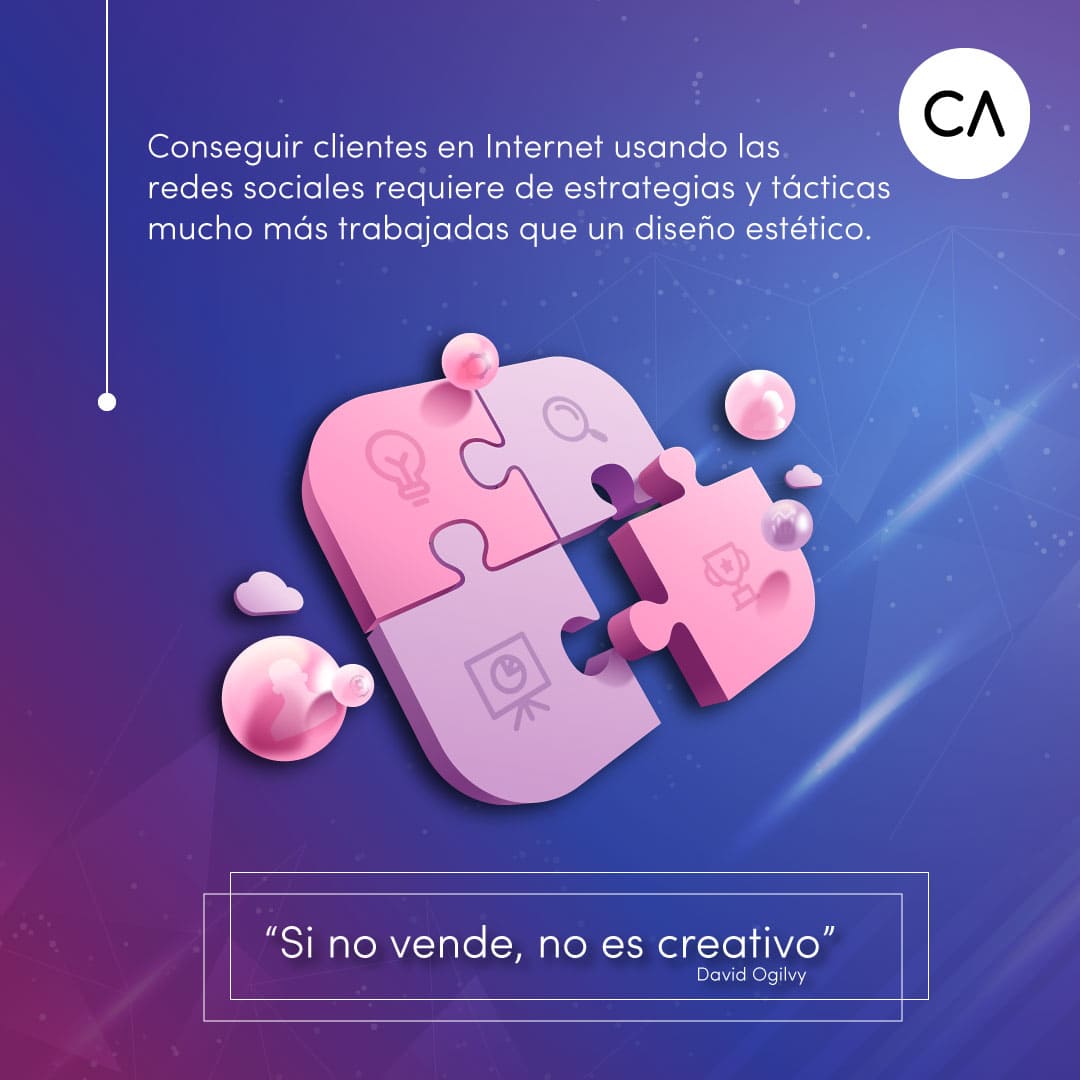 CΛ
Conseguir clientes en Internet usando las
redes sociales requiere de estrategias y tácticas
mucho más trabajadas que un diseño estético.
“Si no vende, no es creativo”
David Ogilvy